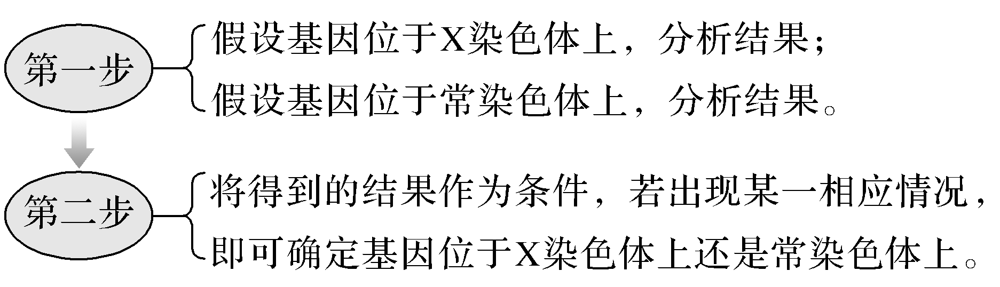 第一步
假设基因位于X染色体上，分析结果；
假设基因位于常染色体上，分析结果。
第二步
将得到的结果作为条件，若出现某一相应情况，
即可确定基因位于X染色体上还是常染色体上。